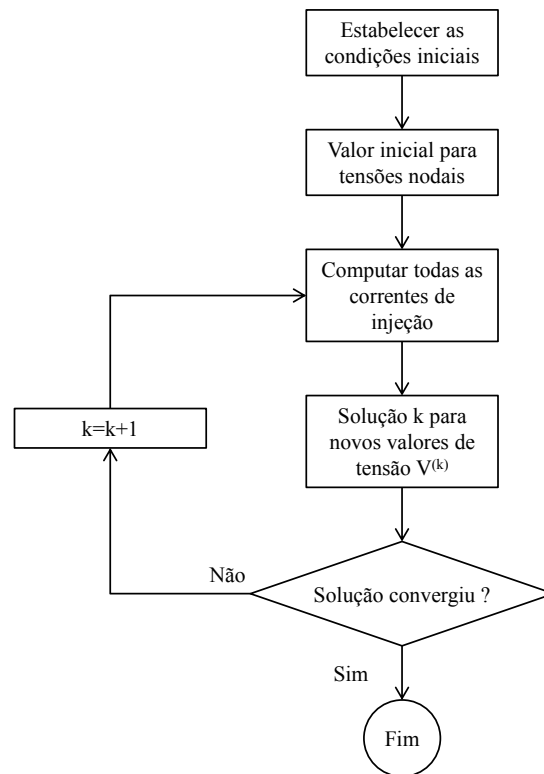 Estabelecer as
condições iniciais
Valor inicial para
tensões nodais
Computar todas as
correntes de
injeção
k=k+1
Solução k para
novos valores de
tensão V⁽ᵏ⁾
Não
Solução convergiu ?
Sim
Fim